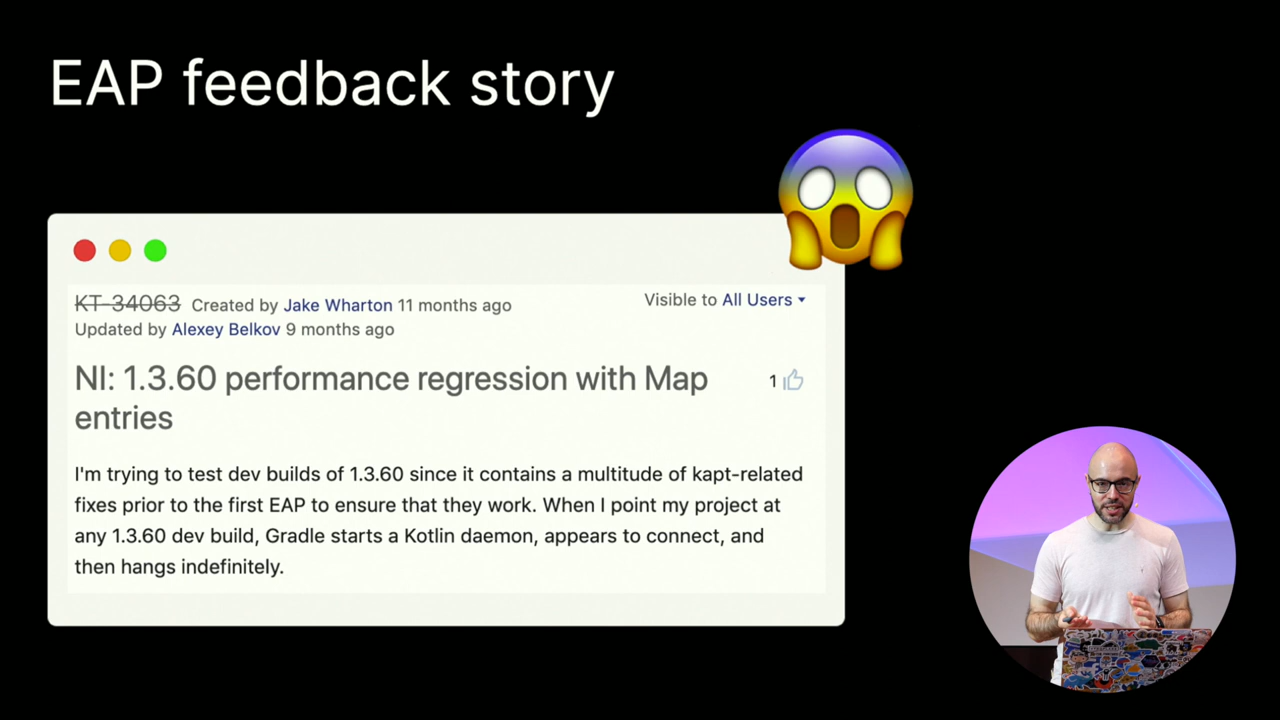 EAP feedback story
KT-34063 Created by Jake Wharton 11 months ago
Visible to All Users
Updated by Alexey Belkov 9 months ago
NI: 1.3.60 performance regression with Map
entries
1
I'm trying to test dev builds of 1.3.60 since it contains a multitude of kapt-related
fixes prior to the first EAP to ensure that they work. When I point my project at
any 1.3.60 dev build, Gradle starts a Kotlin daemon, appears to connect, and
then hangs indefinitely.